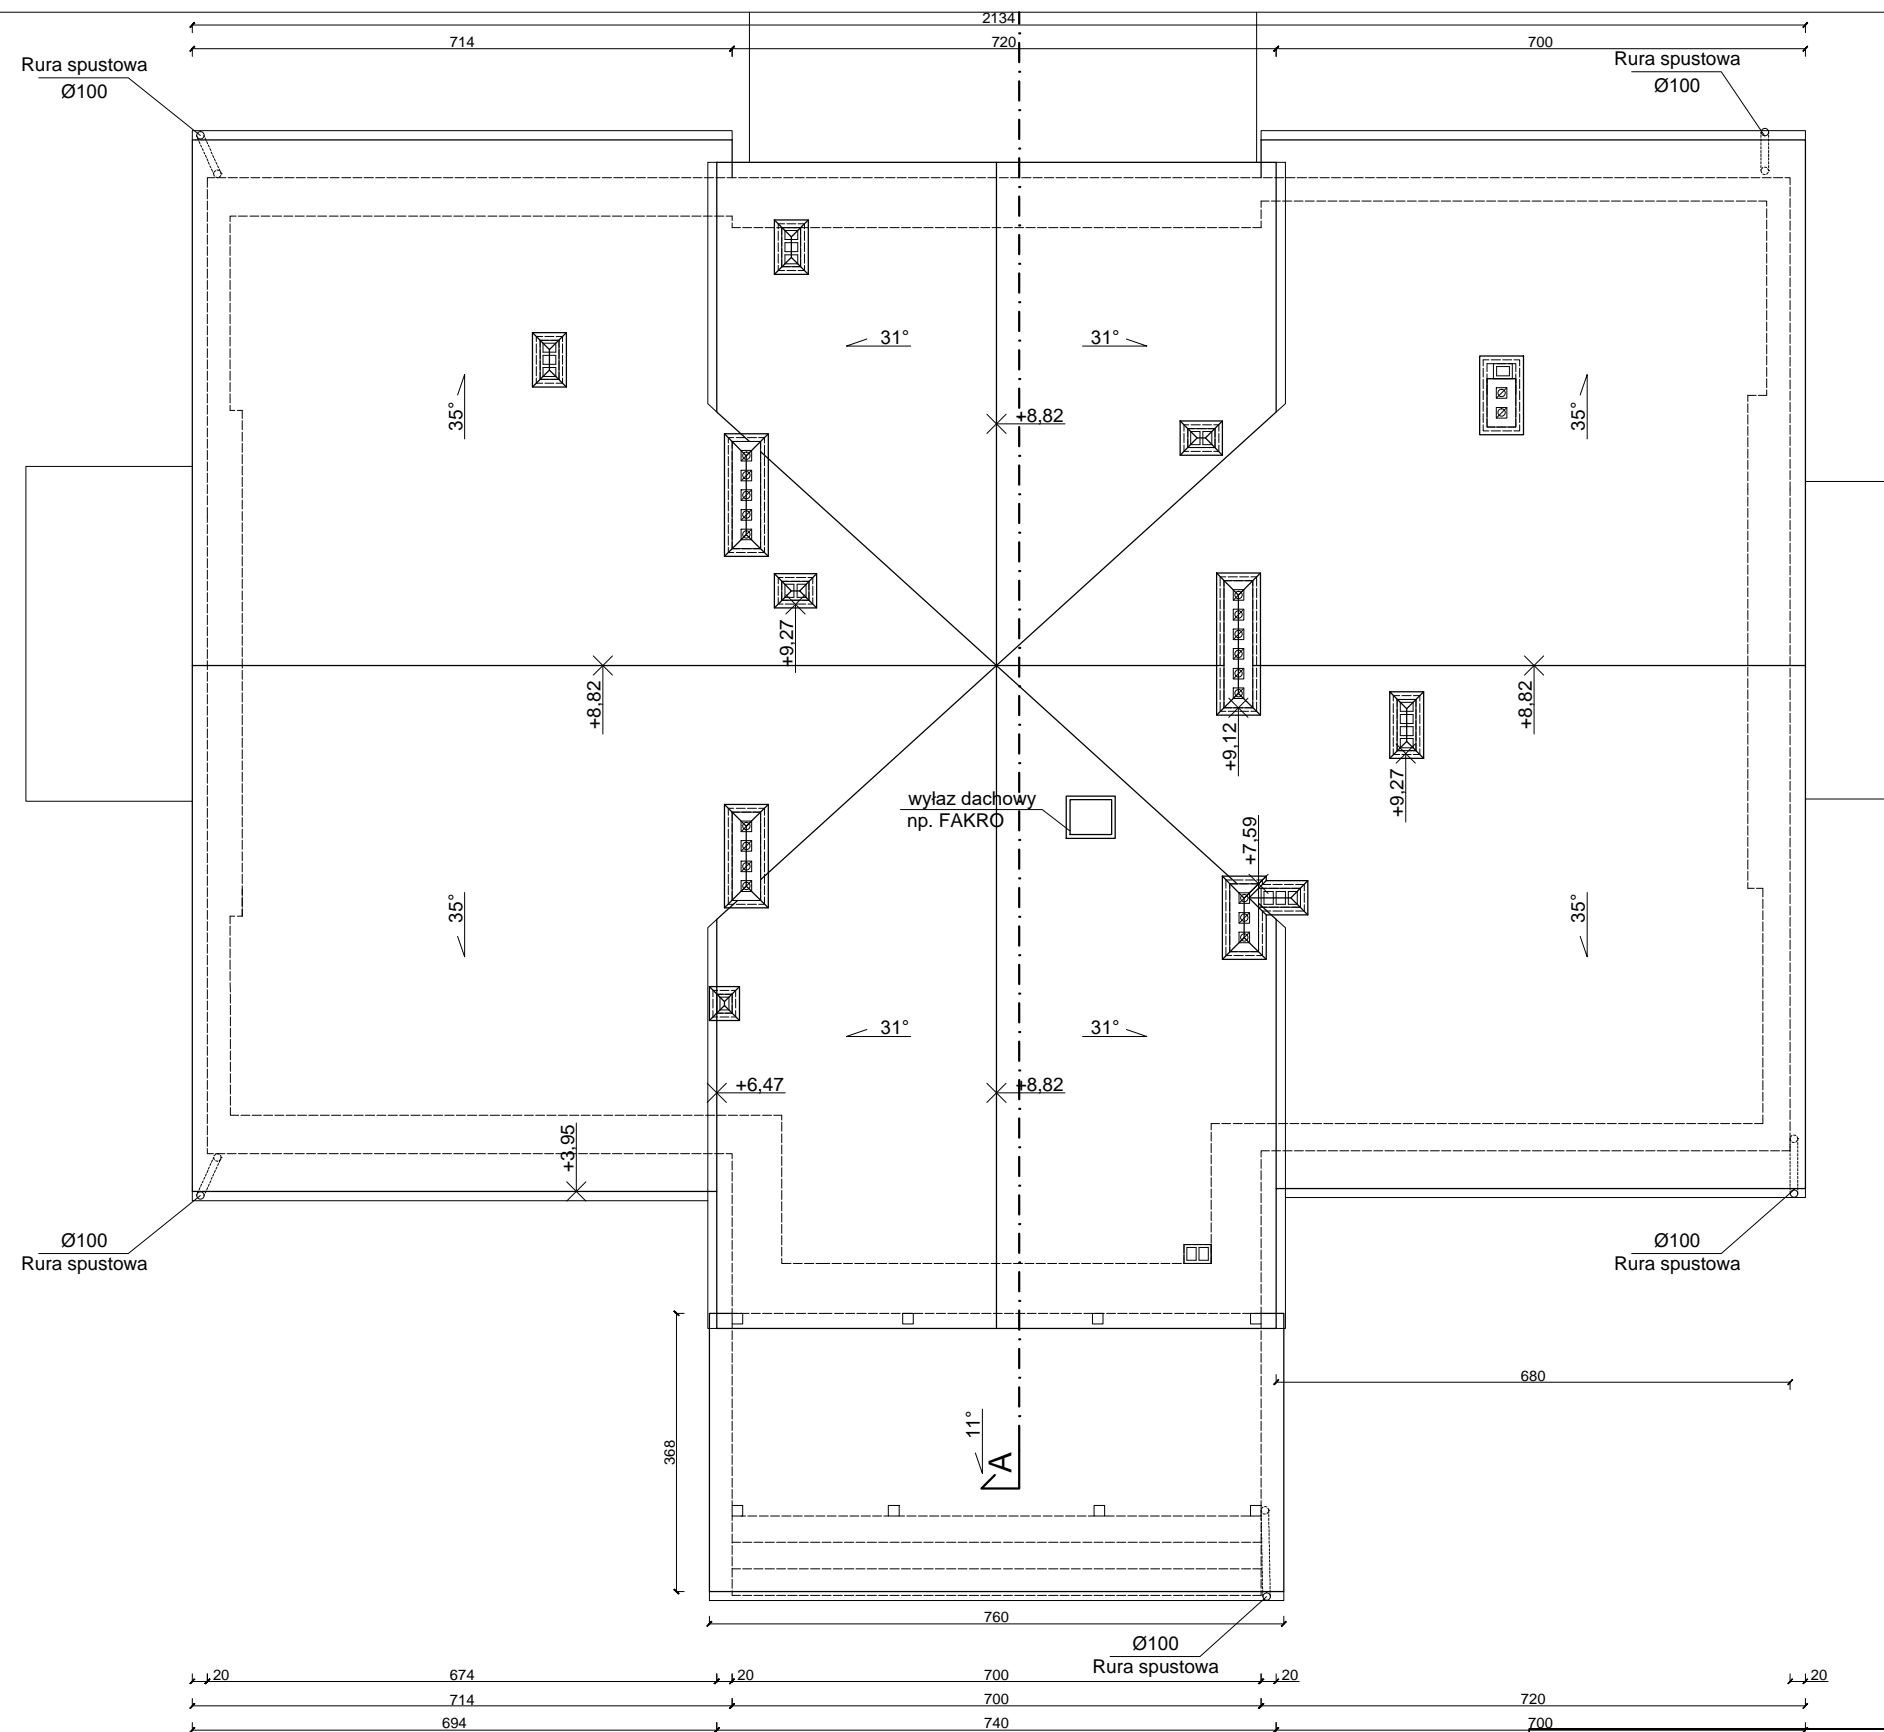 2134
714
720
700
Rura spustowa
Ø100
Rura spustowa
Ø100
31°
31°
35°
35°
+8,82
+9,27
+8,82
+8,82
+9,12
+9,27
wyłaz dachowy
np. FAKRO
+7,59
35°
35°
31°
31°
+6,47
+8,82
+3,95
Ø100
Rura spustowa
Ø100
Rura spustowa
680
368
11°
A
760
Ø100
Rura spustowa
20
674
20
700
20
20
714
700
720
694
740
700